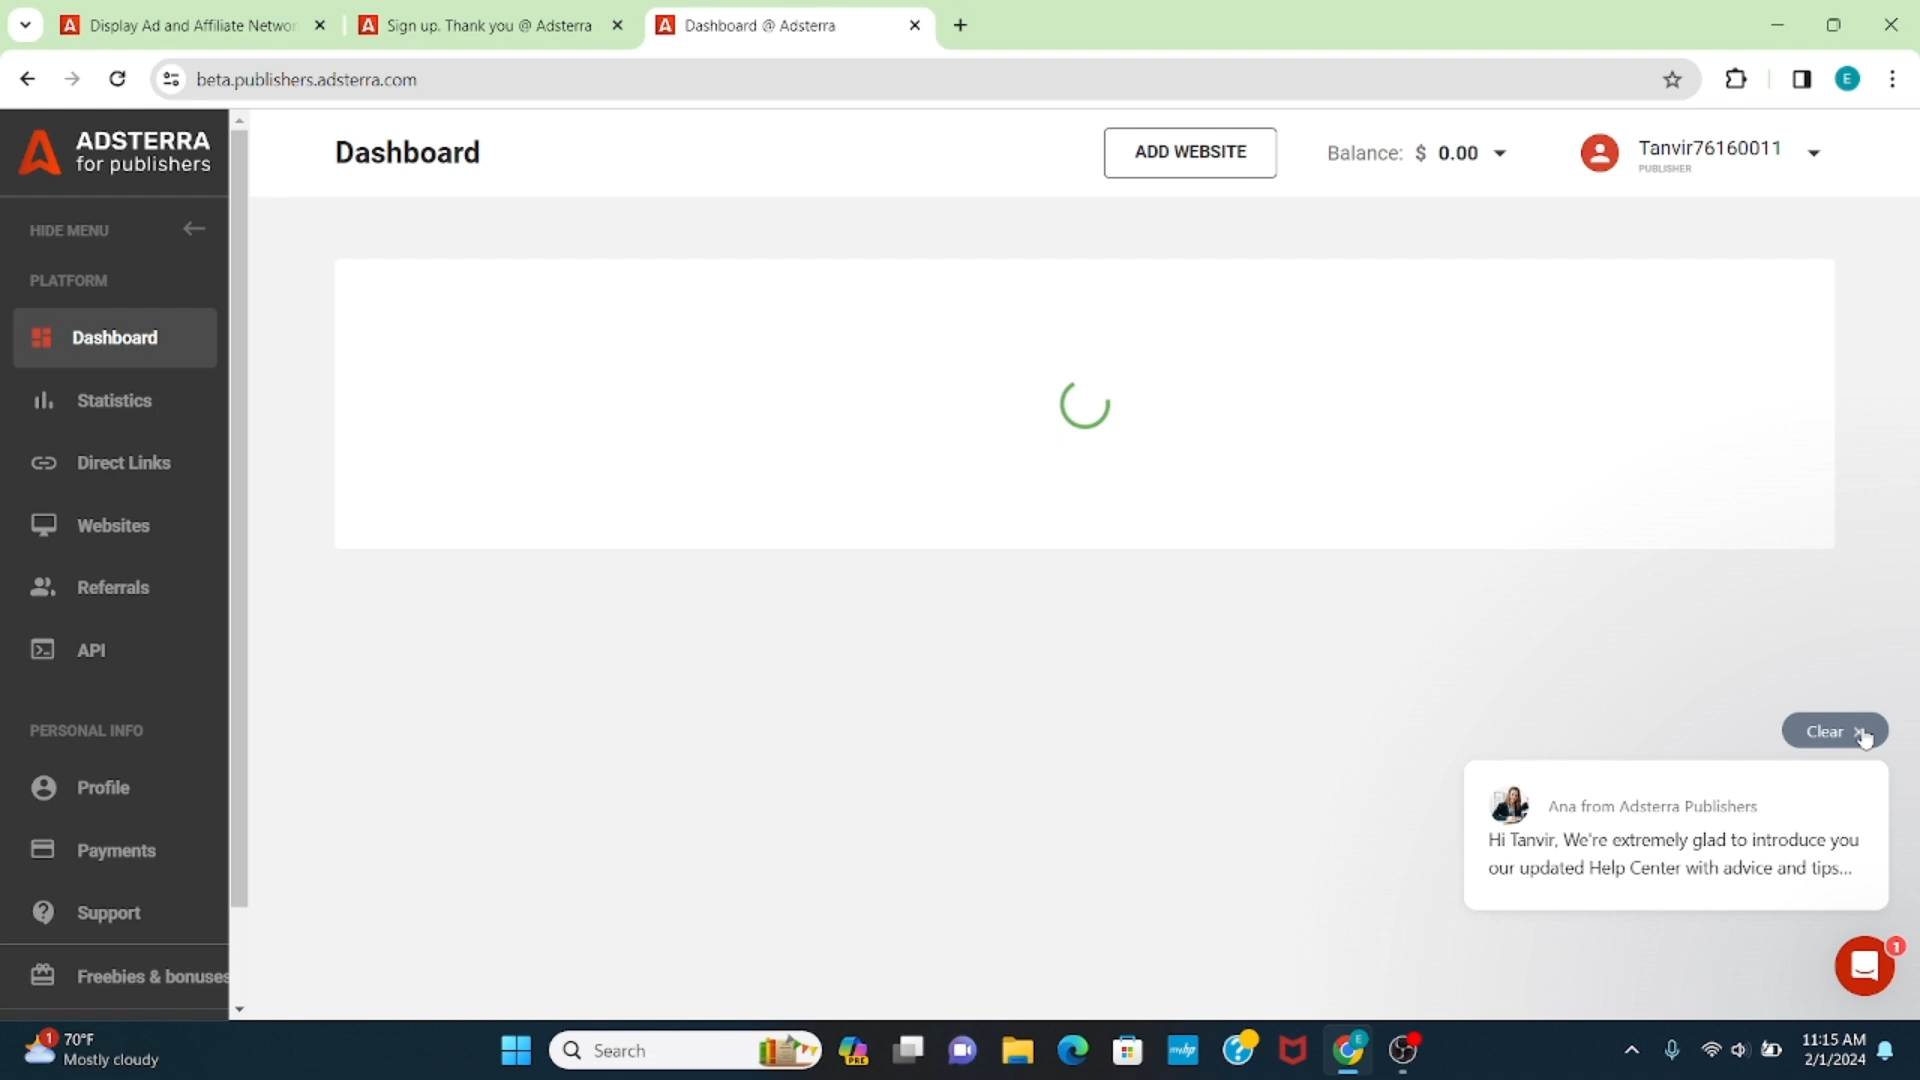 Display Ad and Affiliate Networ
Sign up. Thank you @ Adsterra
Dashboard @ Adsterra
beta.publishers.adsterra.com
E
ADSTERRA
for publishers
Dashboard
ADD WEBSITE
Balance: $ 0.00
Tanvir76160011
PUBLISHER
HIDE MENU
PLATFORM
Dashboard
Statistics
Direct Links
Websites
Referrals
API
PERSONAL INFO
Profile
Payments
Support
Freebies & bonuses
Clear
Ana from Adsterra Publishers
Hi Tanvir, We're extremely glad to introduce you
our updated Help Center with advice and tips...
1
1
70°F
Mostly cloudy
Search
PRE
myhp
E
11:15 AM
2/1/2024